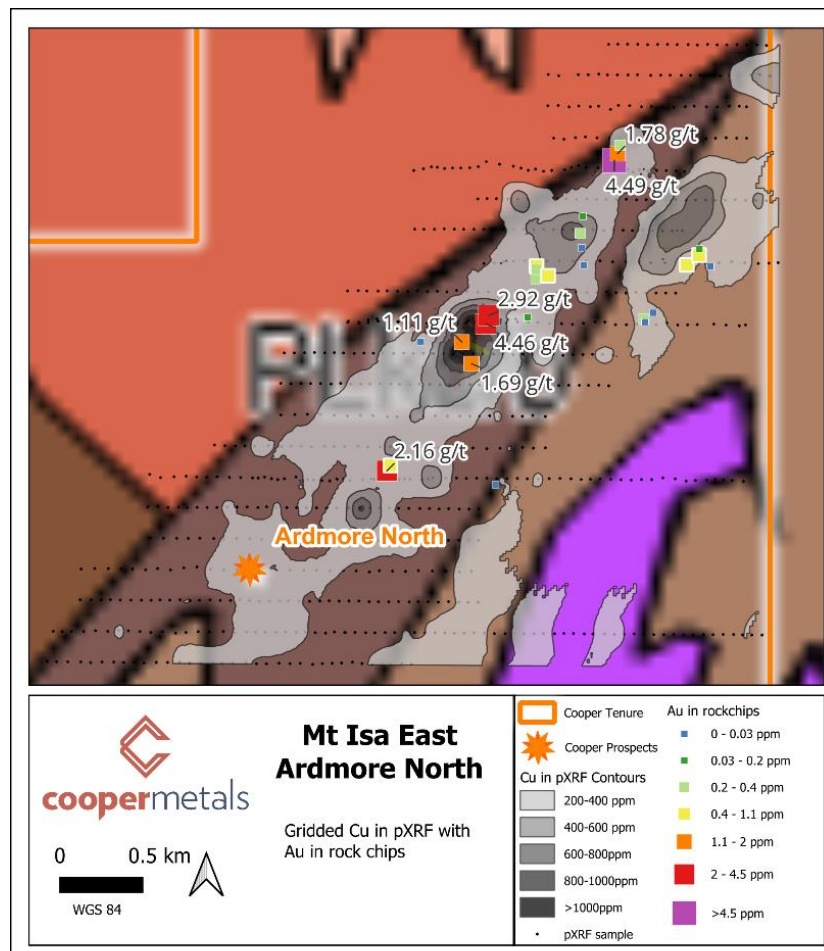 1.78 g/t
4.49 g/t
2.92 g/t
1.11 g/t
4.46 g/t
1.69 g/t
2.16 g/t
Ardmore North
coopermetals
0 0.5 km
WGS 84
Mt Isa East
Ardmore North
Gridded Cu in pXRF with
Au in rock chips
Cooper Tenure
Cooper Prospects
Cu in pXRF Contours
200-400 ppm
400-600 ppm
600-800ppm
800-1000ppm
>1000ppm
pXRF sample
Au in rockchips
0 - 0.03 ppm
0.03 - 0.2 ppm
0.2 - 0.4 ppm
0.4 - 1.1 ppm
1.1 - 2 ppm
2 - 4.5 ppm
>4.5 ppm